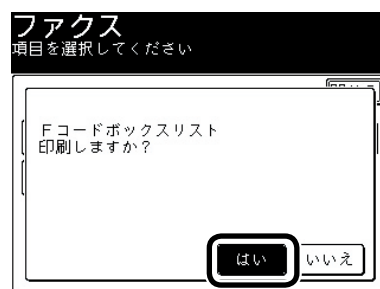 ファクス
項目を選択してください
Fコードボックスリスト
印刷しますか？
はい
いいえ